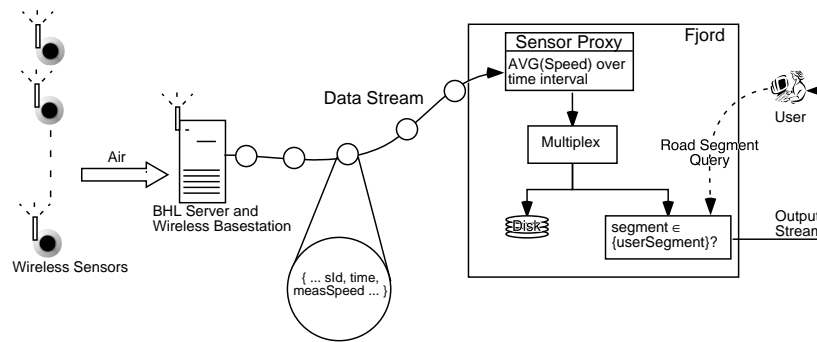 Fjord
Sensor Proxy
AVG(Speed) over
time interval
Data Stream
User
Multiplex
Road Segment
Query
Air
BHL Server and
Wireless Basestation
Disk
segment ∈
{userSegment}?
Output
Stream
Wireless Sensors
{ ... sId, time,
measSpeed ... }